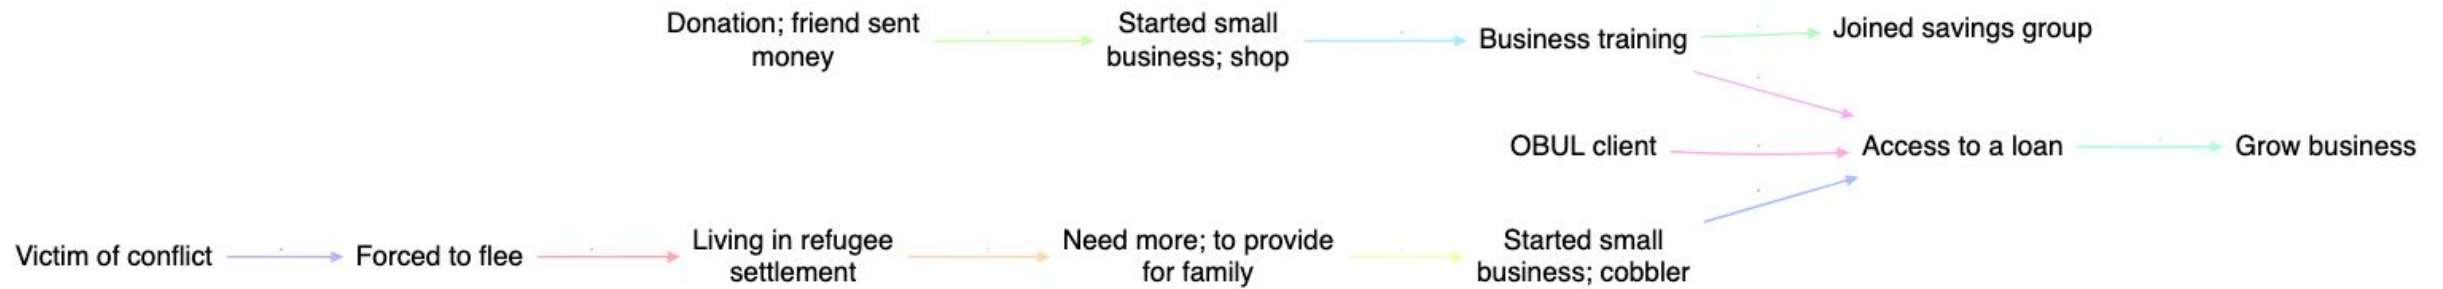 Donation; friend sent
money
Started small
business; shop
Business training
Joined savings group
OBUL client
Access to a loan
Grow business
Victim of conflict
Forced to flee
Living in refugee
settlement
Need more; to provide
for family
Started small
business; cobbler